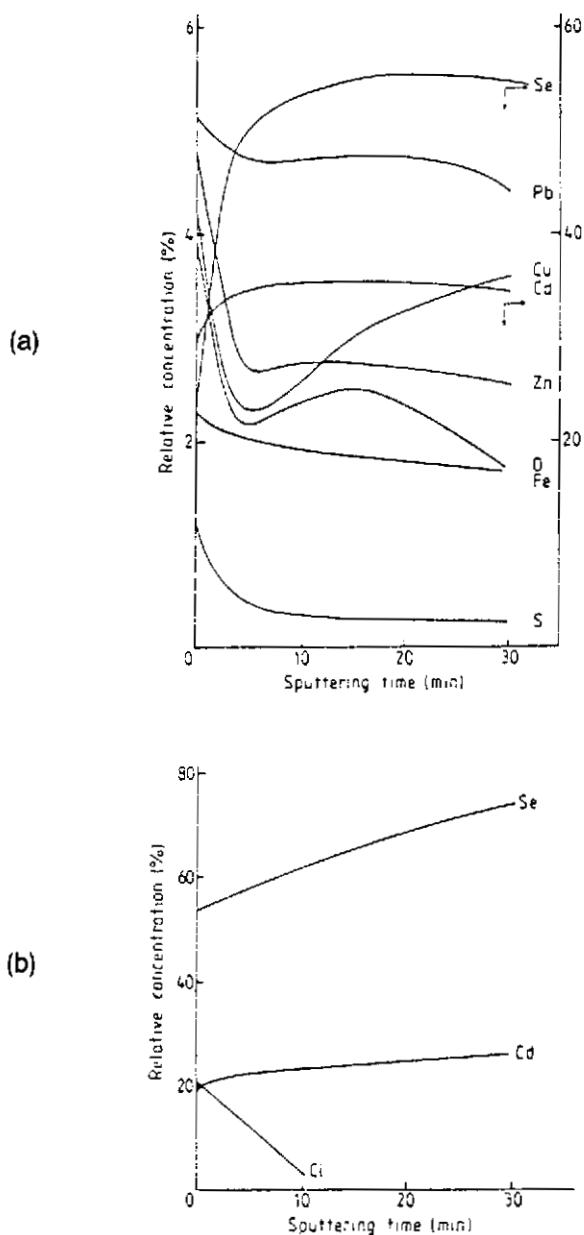 (a)
Relative concentration (%)
6
4
2
0
60
40
20
Se
Pb
Cu
Cd
Zn
O
Fe
S
10
20
30
Sputtering time (min)
(b)
Relative concentration (%)
80
60
40
20
0
Se
Cd
Cl
10
20
30
Sputtering time (min)